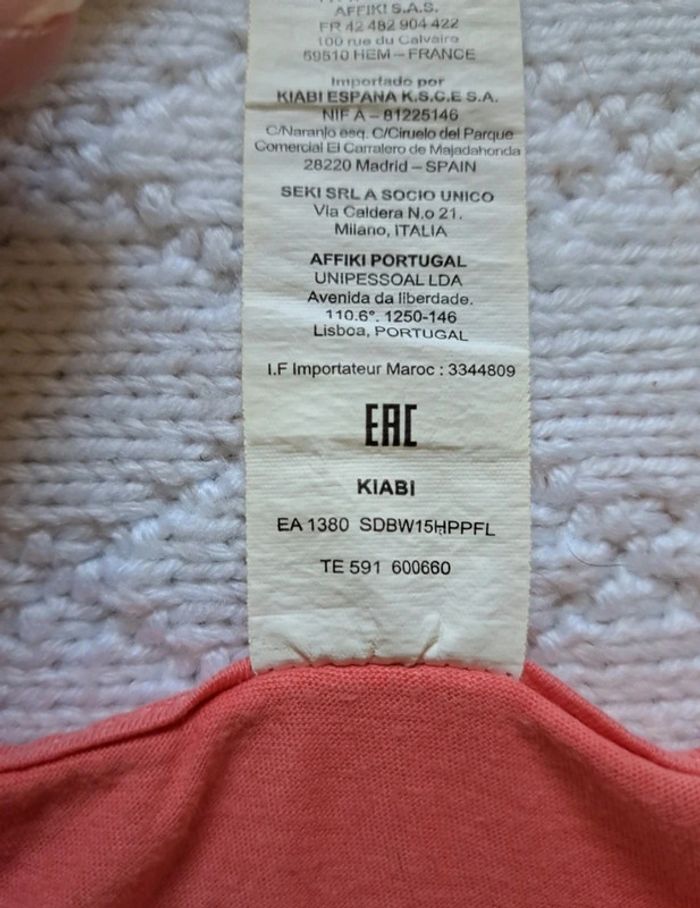 AFFIKI S.A.S.
FR 42 482 904 422
100 rue du Calvaire
59510 HEM – FRANCE
Importado por
KIABI ESPANA K.S.C.E S.A.
NIF A – 81225146
C/Naranjo esq. C/Ciruelo del Parque
Comercial El Carralero de Majadahonda
28220 Madrid – SPAIN
SEKI SRL A SOCIO UNICO
Via Caldera N.o 21.
Milano, ITALIA
AFFIKI PORTUGAL
UNIPESSOAL LDA
Avenida da liberdade.
110.6°. 1250-146
Lisboa, PORTUGAL
I.F Importateur Maroc : 3344809
EAC
KIABI
EA 1380 SDBW15HPPFL
TE 591 600660